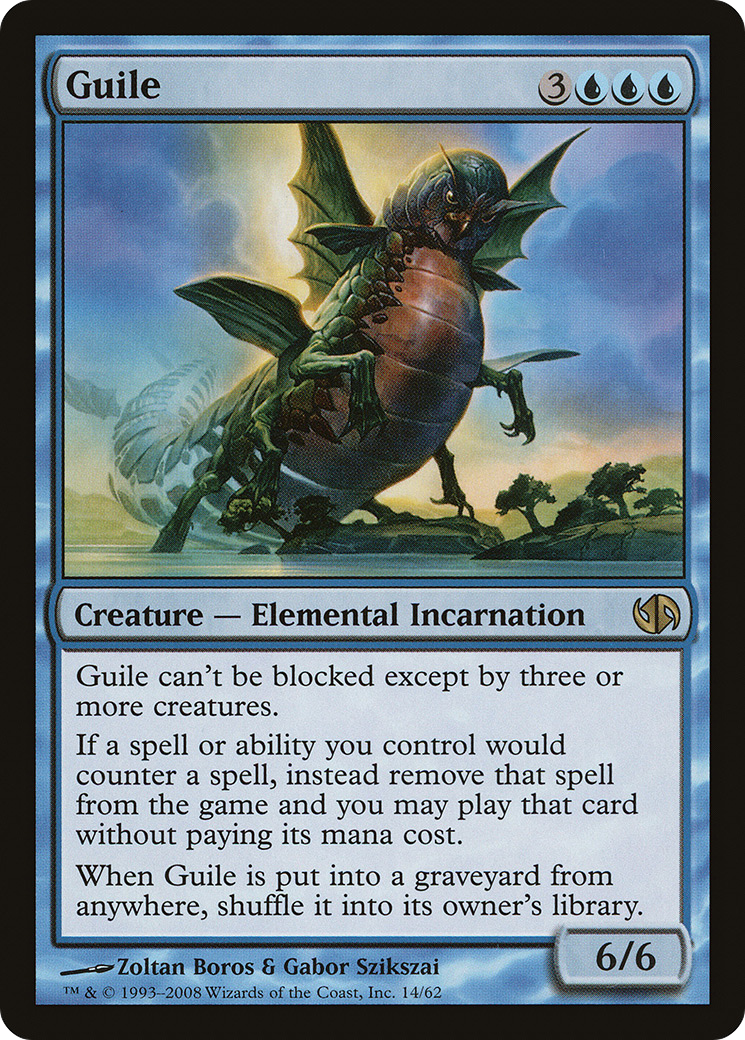 Guile 3
Creature — Elemental Incarnation
Guile can't be blocked except by three or
more creatures.
If a spell or ability you control would
counter a spell, instead remove that spell
from the game and you may play that card
without paying its mana cost.
When Guile is put into a graveyard from
anywhere, shuffle it into its owner's library.
6/6
Zoltan Boros & Gabor Szikszai
™ & © 1993–2008 Wizards of the Coast, Inc. 14/62